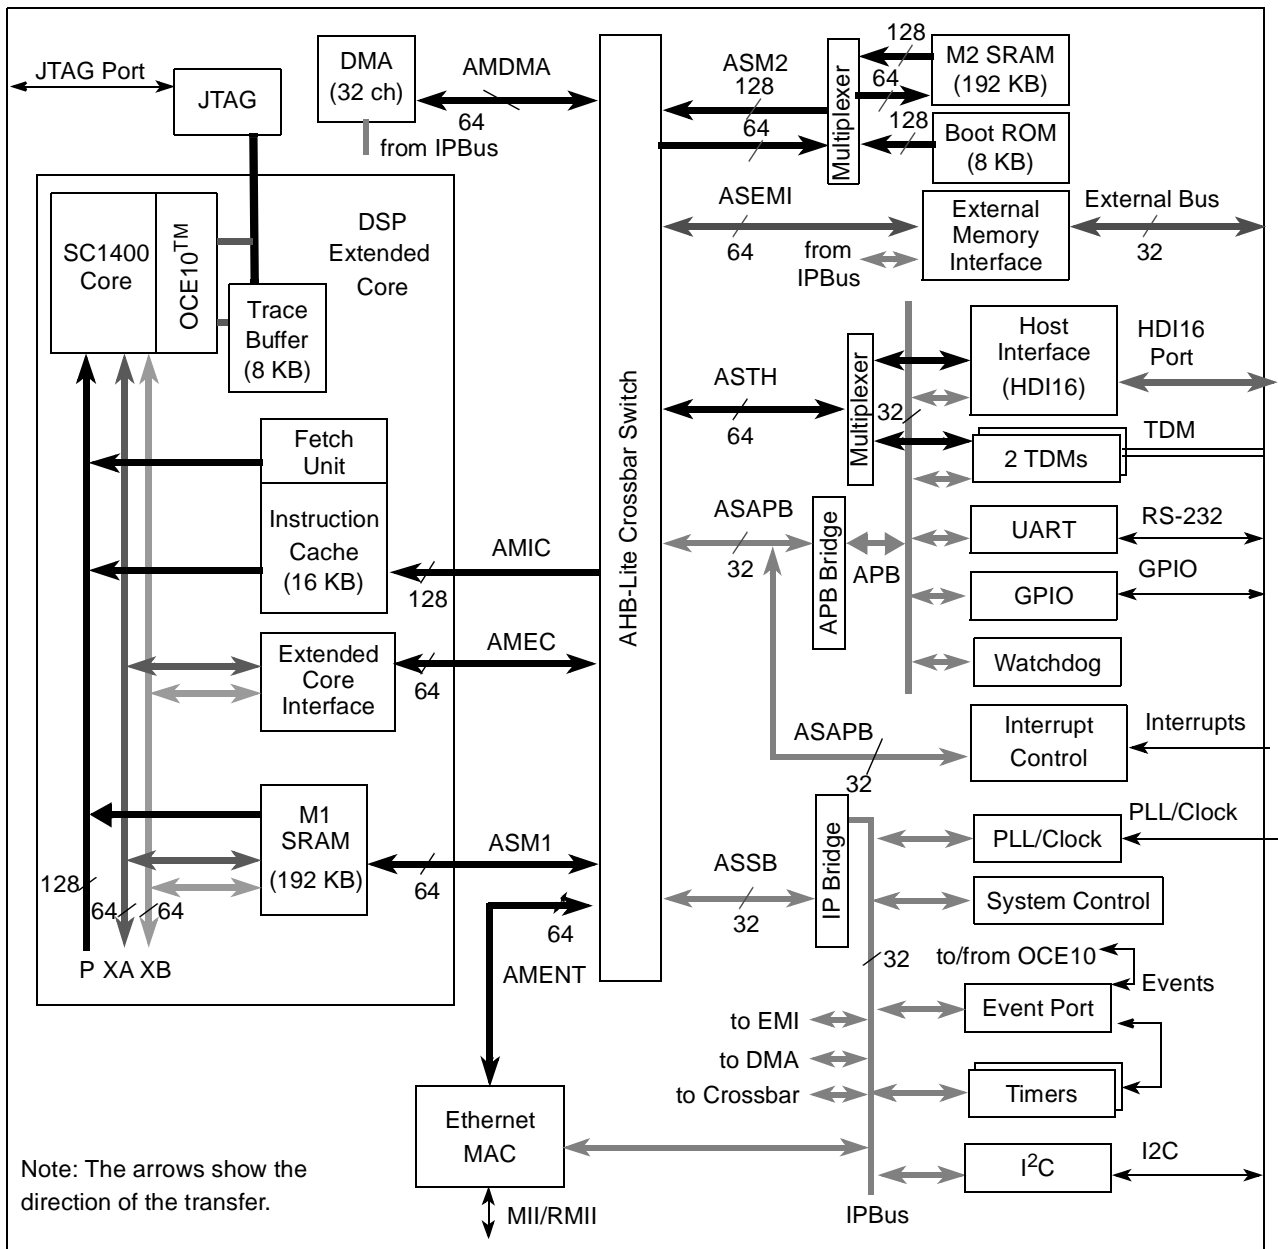 JTAG Port
JTAG
DMA
(32 ch)
AMDMA
64
from IPBus
ASM2
128
64
Multiplexer
128
64
128
M2 SRAM
(192 KB)
Boot ROM
(8 KB)
SC1400
Core
OCE10TM
DSP
Extended
Core
Trace
Buffer
(8 KB)
AHB-Lite Crossbar Switch
ASEMI
64
from
IPBus
External
Memory
Interface
External Bus
32
Fetch
Unit
Instruction
Cache
(16 KB)
AMIC
128
Extended
Core
Interface
AMEC
64
M1
SRAM
(192 KB)
ASM1
64
128
64
64
P XA XB
ASTH
64
Multiplexer
32
Host
Interface
(HDI16)
HDI16
Port
2 TDMs
TDM
ASAPB
32
APB Bridge
APB
UART
RS-232
GPIO
GPIO
Watchdog
ASAPB
32
Interrupt
Control
Interrupts
ASSB
32
IP Bridge
32
PLL/Clock
PLL/Clock
System Control
to/from OCE10
Events
Event Port
Timers
I2C
I2C
to EMI
to DMA
to Crossbar
IPBus
64
AMENT
Ethernet
MAC
MII/RMII
Note: The arrows show the
direction of the transfer.